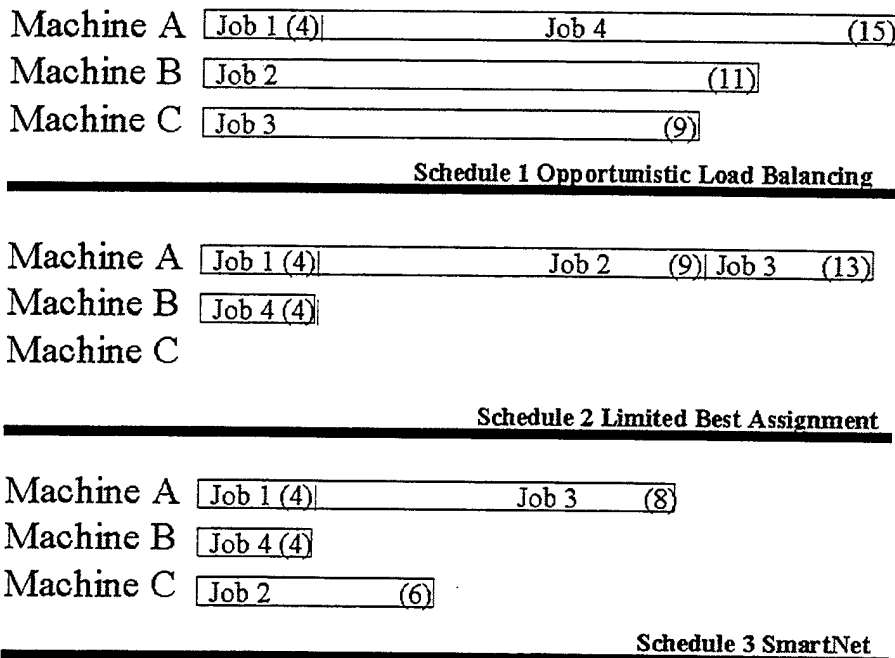 Machine A Job 1 (4) Job 4 (15)
Machine B Job 2 (11)
Machine C Job 3 (9)
Schedule 1 Opportunistic Load Balancing
Machine A Job 1 (4) Job 2 (9) Job 3 (13)
Machine B Job 4 (4)
Machine C
Schedule 2 Limited Best Assignment
Machine A Job 1 (4) Job 3 (8)
Machine B Job 4 (4)
Machine C Job 2 (6)
Schedule 3 SmartNet